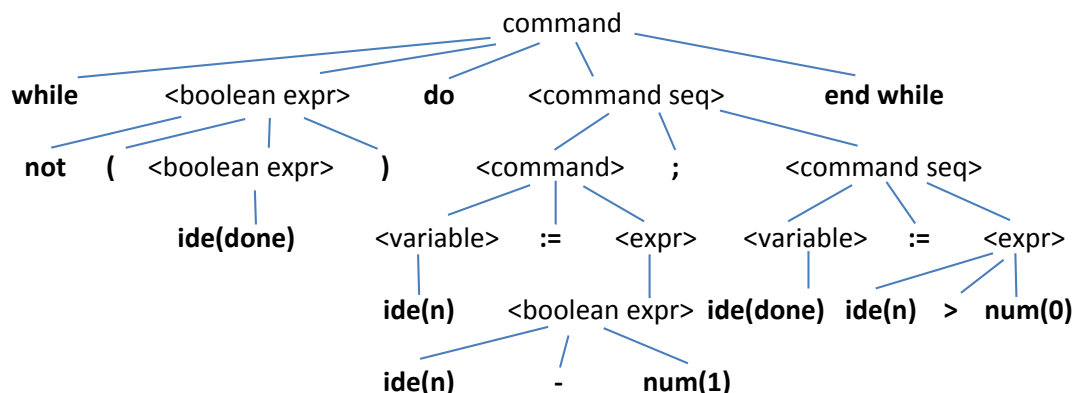 command
while <boolean expr> do <command seq> end while
not ( <boolean expr> ) <command> ; <command seq>
ide(done) <variable> := <expr> <variable> := <expr>
ide(n) <boolean expr> ide(done) ide(n) > num(0)
ide(n) - num(1)